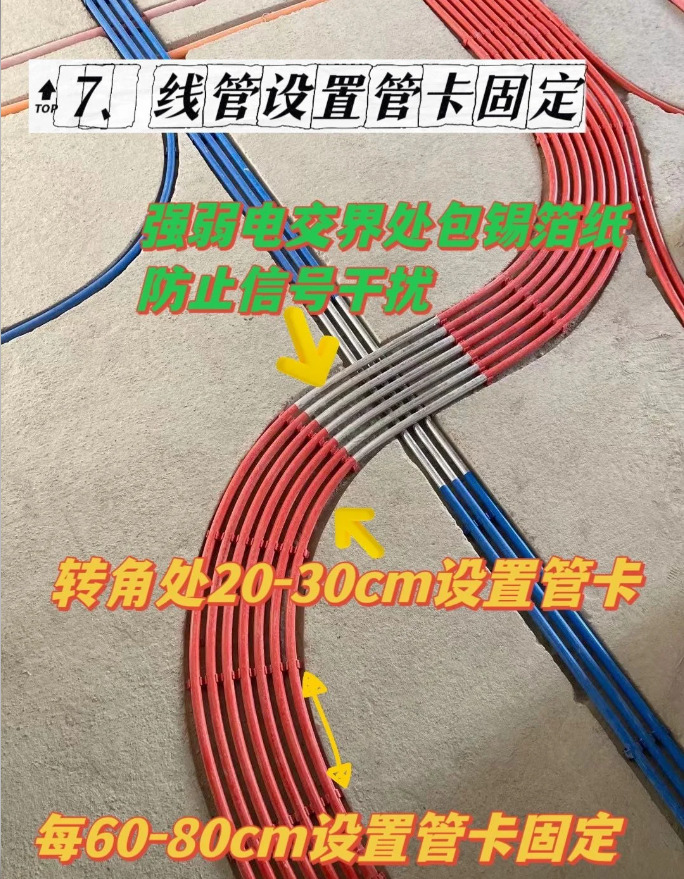 TOP
7、线管设置管卡固定
强弱电交界处包锡箔纸
防止信号干扰
转角处20-30cm设置管卡
每60-80cm设置管卡固定